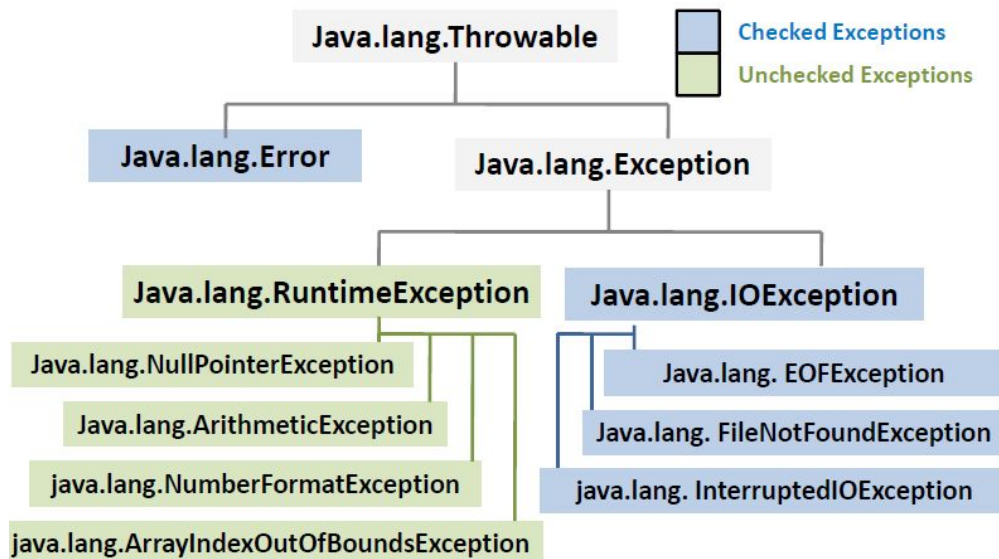 Java.lang.Throwable
Checked Exceptions
Unchecked Exceptions
Java.lang.Error
Java.lang.Exception
Java.lang.RuntimeException
Java.lang.IOException
Java.lang.NullPointerException
Java.lang.ArithmeticException
java.lang.NumberFormatException
java.lang.ArrayIndexOutOfBoundsException
Java.lang. EOFException
Java.lang. FileNotFoundException
java.lang. InterruptedIOException